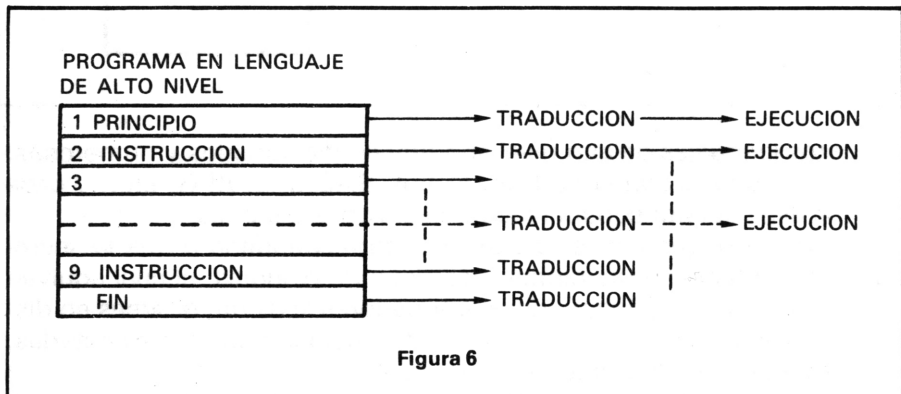 PROGRAMA EN LENGUAJE
DE ALTO NIVEL
1 PRINCIPIO TRADUCCION EJECUCION
2 INSTRUCCION TRADUCCION EJECUCION
3
TRADUCCION EJECUCION
9 INSTRUCCION TRADUCCION
FIN TRADUCCION
Figura 6